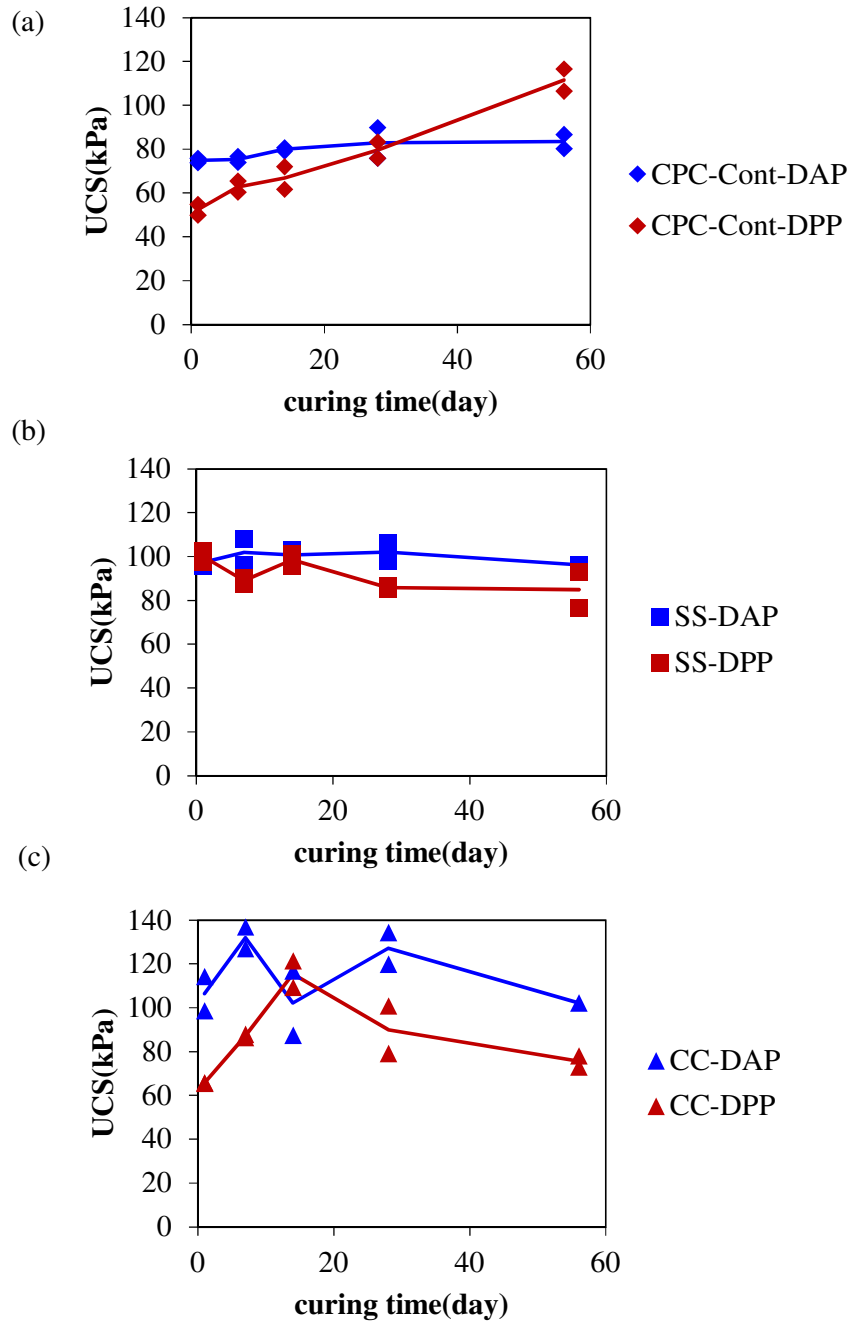 (a)
140
120
100
80
60
40
20
0
UCS(kPa)
0 20 40 60
curing time(day)
CPC-Cont-DAP
CPC-Cont-DPP
(b)
140
120
100
80
60
40
20
0
UCS(kPa)
0 20 40 60
curing time(day)
SS-DAP
SS-DPP
(c)
140
120
100
80
60
40
20
0
UCS(kPa)
0 20 40 60
curing time(day)
CC-DAP
CC-DPP